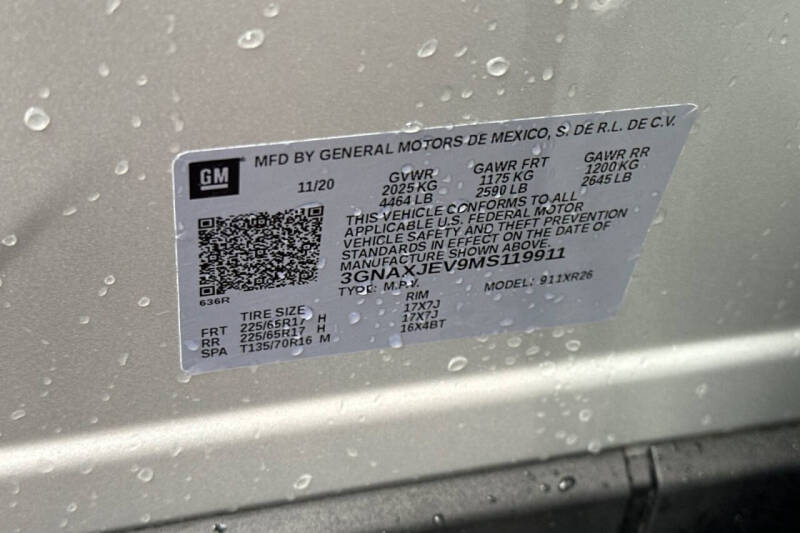 GM MFD BY GENERAL MOTORS DE MEXICO, S. DE R.L. DE C.V.
11/20 GVWR GAWR FRT GAWR RR
2025 KG 1175 KG 1200 KG
4464 LB 2590 LB 2645 LB
THIS VEHICLE CONFORMS TO ALL
APPLICABLE U.S. FEDERAL MOTOR
VEHICLE SAFETY AND THEFT PREVENTION
STANDARDS IN EFFECT ON THE DATE OF
MANUFACTURE SHOWN ABOVE.
3GNAXJEV9MS119911
TYPE: M.P.V. MODEL: 911XR26
636R
TIRE SIZE RIM
FRT 225/65R17 H 17X7J
RR 225/65R17 H 17X7J
SPA T135/70R16 M 16X4BT